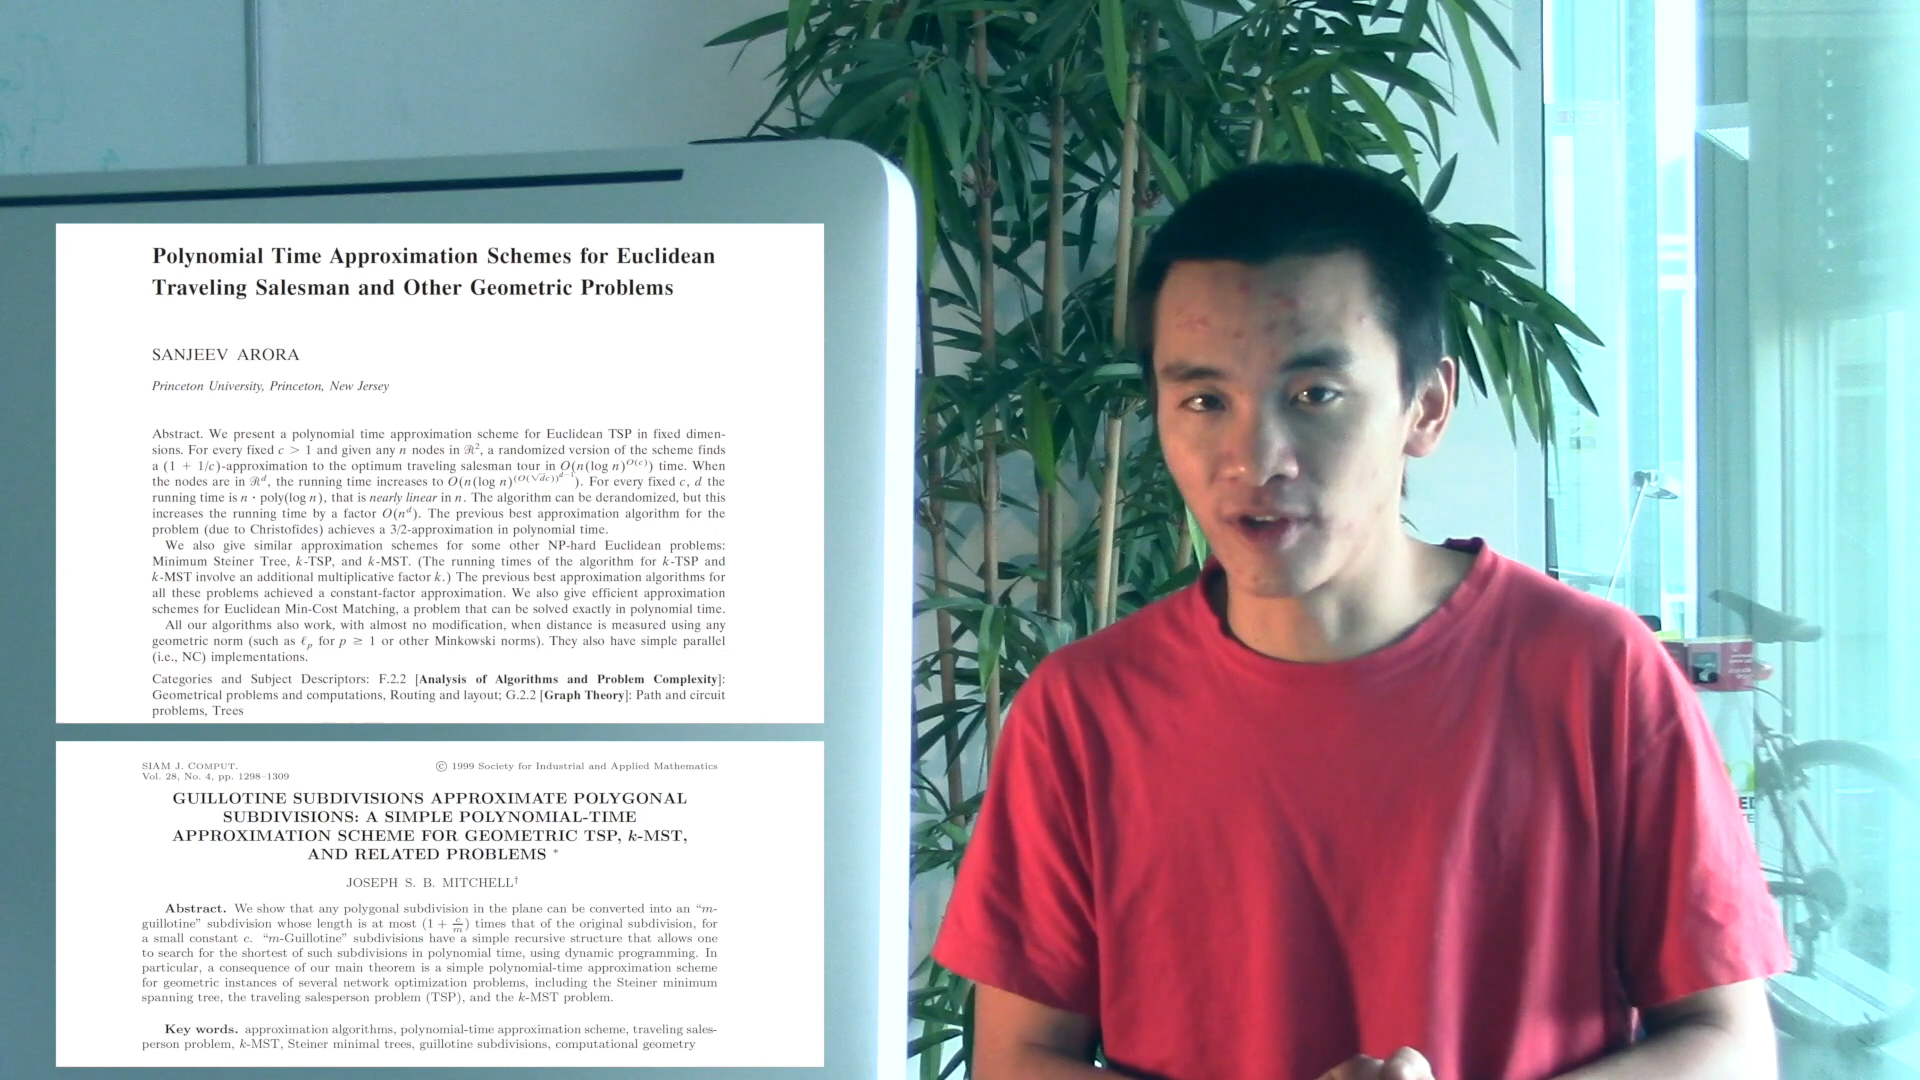 Polynomial Time Approximation Schemes for Euclidean
Traveling Salesman and Other Geometric Problems
SANJEEV ARORA
Princeton University, Princeton, New Jersey
Abstract. We present a polynomial time approximation scheme for Euclidean TSP in fixed dimen-
sions. For every fixed c > 1 and given any n nodes in ℛ², a randomized version of the scheme finds
a (1 + 1/c)-approximation to the optimum traveling salesman tour in O(n(log n)^{O(c)}) time. When
the nodes are in ℛ^d, the running time increases to O(n(log n)^{(O(√dc))^{d-1}}). For every fixed c, d the
running time is n · poly(log n), that is nearly linear in n. The algorithm can be derandomized, but this
increases the running time by a factor O(n^d). The previous best approximation algorithm for the
problem (due to Christofides) achieves a 3/2-approximation in polynomial time.
We also give similar approximation schemes for some other NP-hard Euclidean problems:
Minimum Steiner Tree, k-TSP, and k-MST. (The running times of the algorithm for k-TSP and
k-MST involve an additional multiplicative factor k.) The previous best approximation algorithms for
all these problems achieved a constant-factor approximation. We also give efficient approximation
schemes for Euclidean Min-Cost Matching, a problem that can be solved exactly in polynomial time.
All our algorithms also work, with almost no modification, when distance is measured using any
geometric norm (such as ℓ_p for p ≥ 1 or other Minkowski norms). They also have simple parallel
(i.e., NC) implementations.
Categories and Subject Descriptors: F.2.2 [Analysis of Algorithms and Problem Complexity]:
Geometrical problems and computations, Routing and layout; G.2.2 [Graph Theory]: Path and circuit
problems, Trees
SIAM J. COMPUT.
Vol. 28, No. 4, pp. 1298–1309
© 1999 Society for Industrial and Applied Mathematics
GUILLOTINE SUBDIVISIONS APPROXIMATE POLYGONAL
SUBDIVISIONS: A SIMPLE POLYNOMIAL-TIME
APPROXIMATION SCHEME FOR GEOMETRIC TSP, k-MST,
AND RELATED PROBLEMS *
JOSEPH S. B. MITCHELL†
Abstract. We show that any polygonal subdivision in the plane can be converted into an “m-
guillotine” subdivision whose length is at most (1 + c/m) times that of the original subdivision, for
a small constant c. “m-Guillotine” subdivisions have a simple recursive structure that allows one
to search for the shortest of such subdivisions in polynomial time, using dynamic programming. In
particular, a consequence of our main theorem is a simple polynomial-time approximation scheme
for geometric instances of several network optimization problems, including the Steiner minimum
spanning tree, the traveling salesperson problem (TSP), and the k-MST problem.
Key words. approximation algorithms, polynomial-time approximation scheme, traveling sales-
person problem, k-MST, Steiner minimal trees, guillotine subdivisions, computational geometry